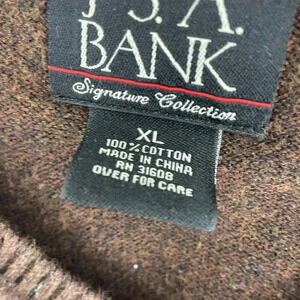 J S. A.
BANK
Signature Collection
XL
100% COTTON
MADE IN CHINA
RN 31608
OVER FOR CARE